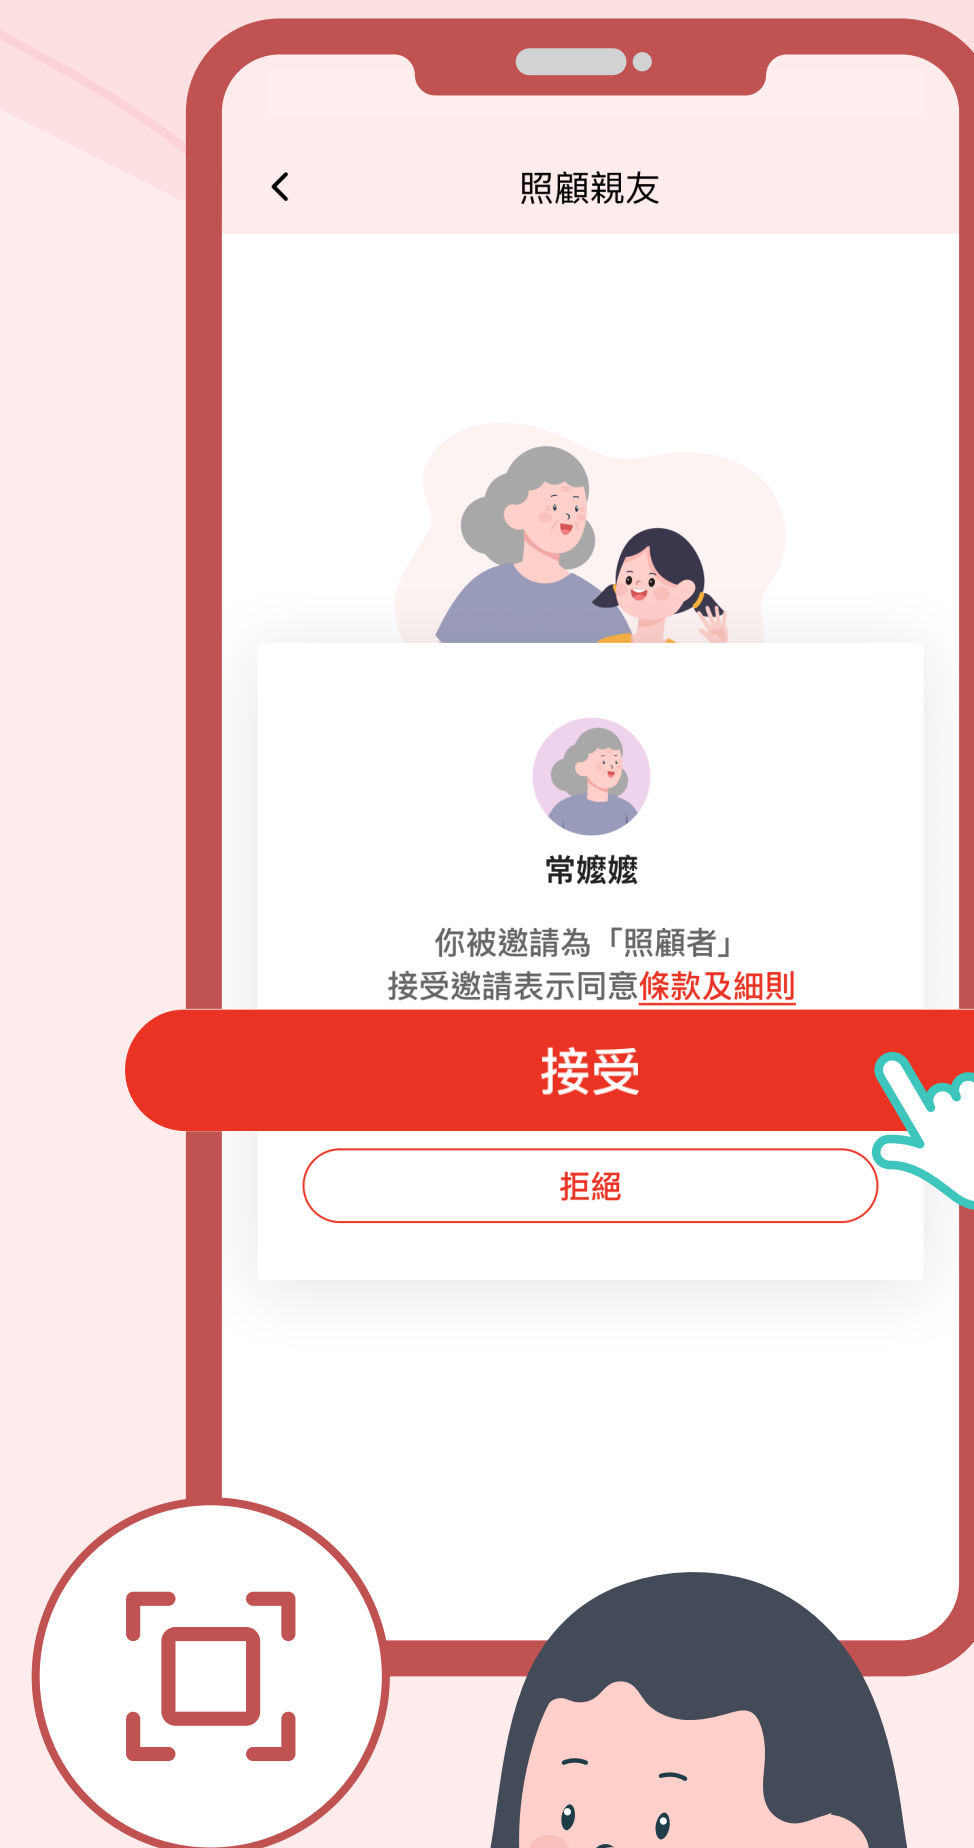 照顧親友
常嬤嬤
你被邀請為「照顧者」
接受邀請表示同意條款及細則
接受
拒絕